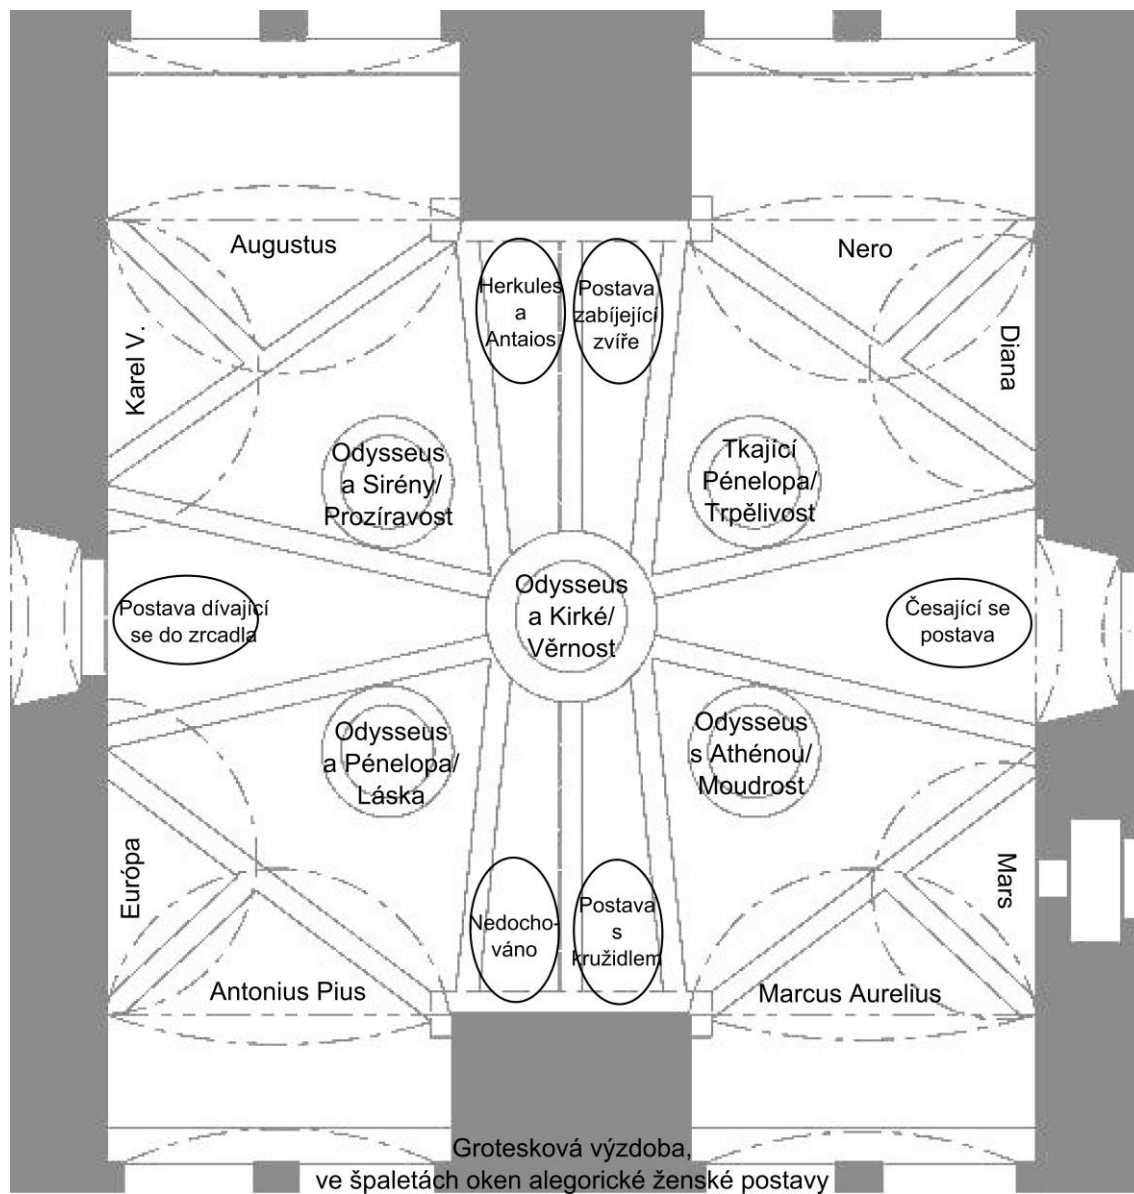 Augustus
Nero
Karel V.
Diana
Herkules
a
Antaios
Postava
zabíjející
zvíře
Odysseus
a Sirény/
Prozíravost
Tkající
Pénelopa/
Trpělivost
Postava dívající
se do zrcadla
Odysseus
a Kirké/
Věrnost
Česající se
postava
Odysseus
a Pénelopa/
Láska
Odysseus
s Athénou/
Moudrost
Európa
Mars
Nedocho-
váno
Postava
s
kružidlem
Antonius Pius
Marcus Aurelius
Grotesková výzdoba,
ve špaletách oken alegorické ženské postavy